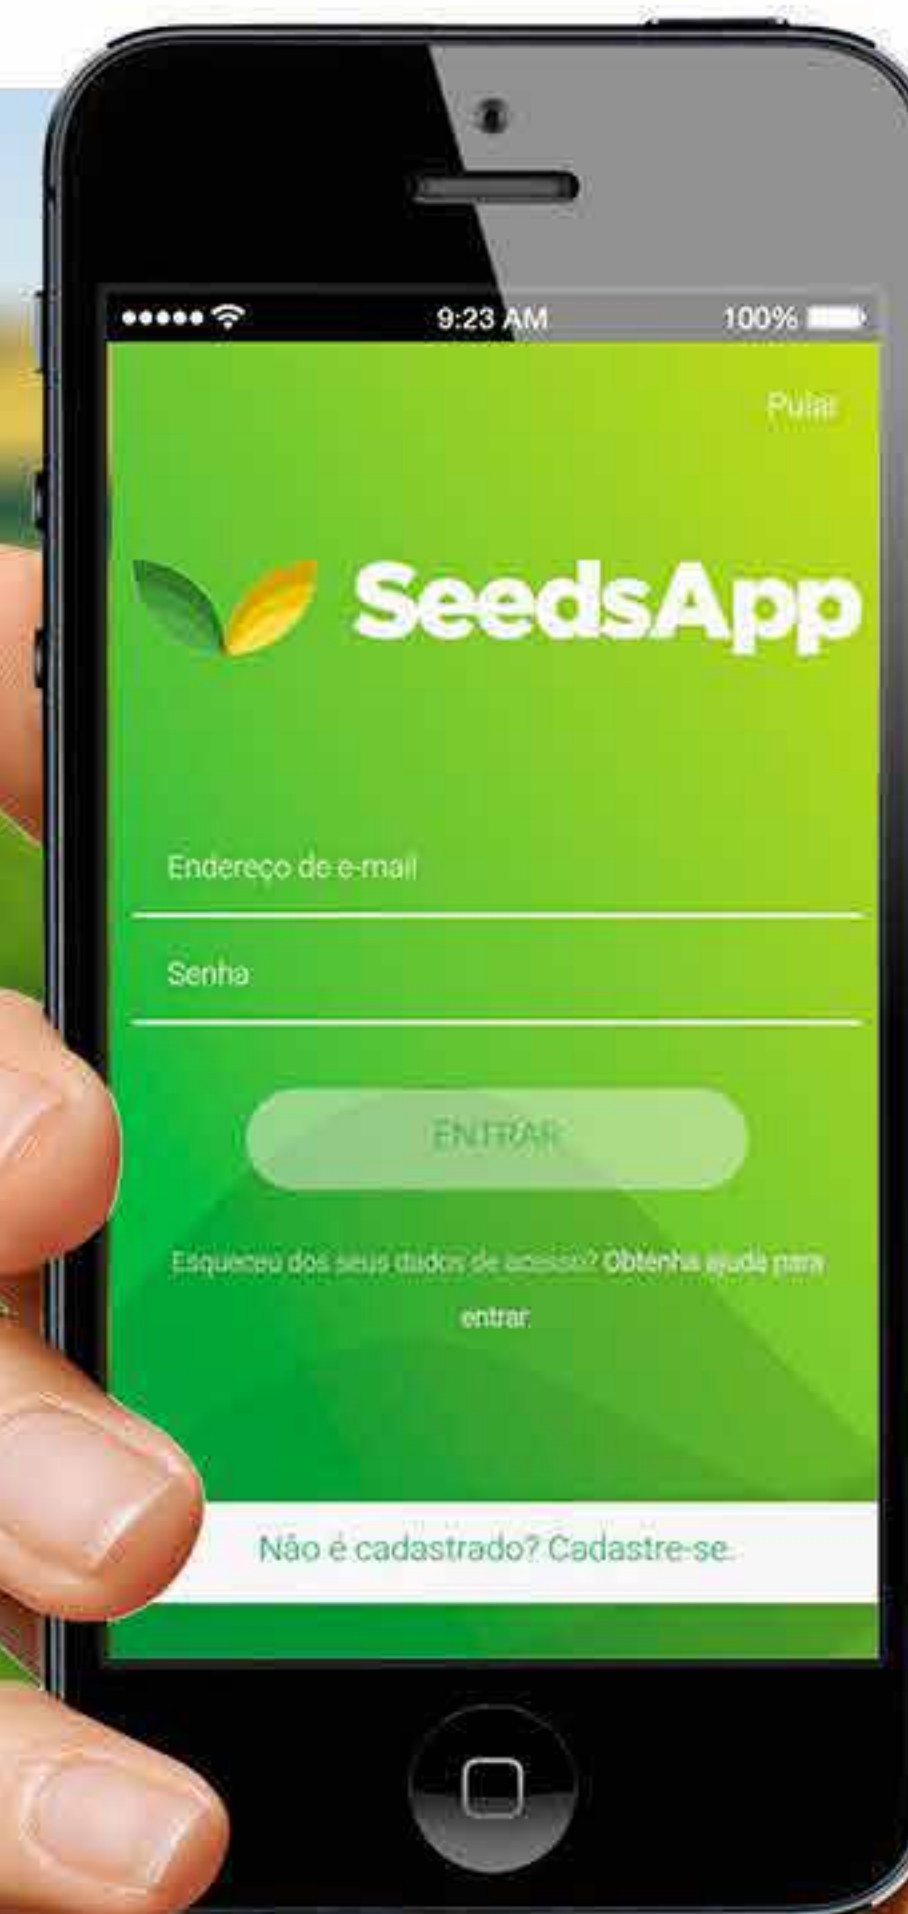 9:23 AM 100%
Pular
SeedsApp
Endereço de e-mail
Senha
ENTRAR
Esqueceu dos seus dados de acesso? Obtenha ajuda para
entrar.
Não é cadastrado? Cadastre-se.